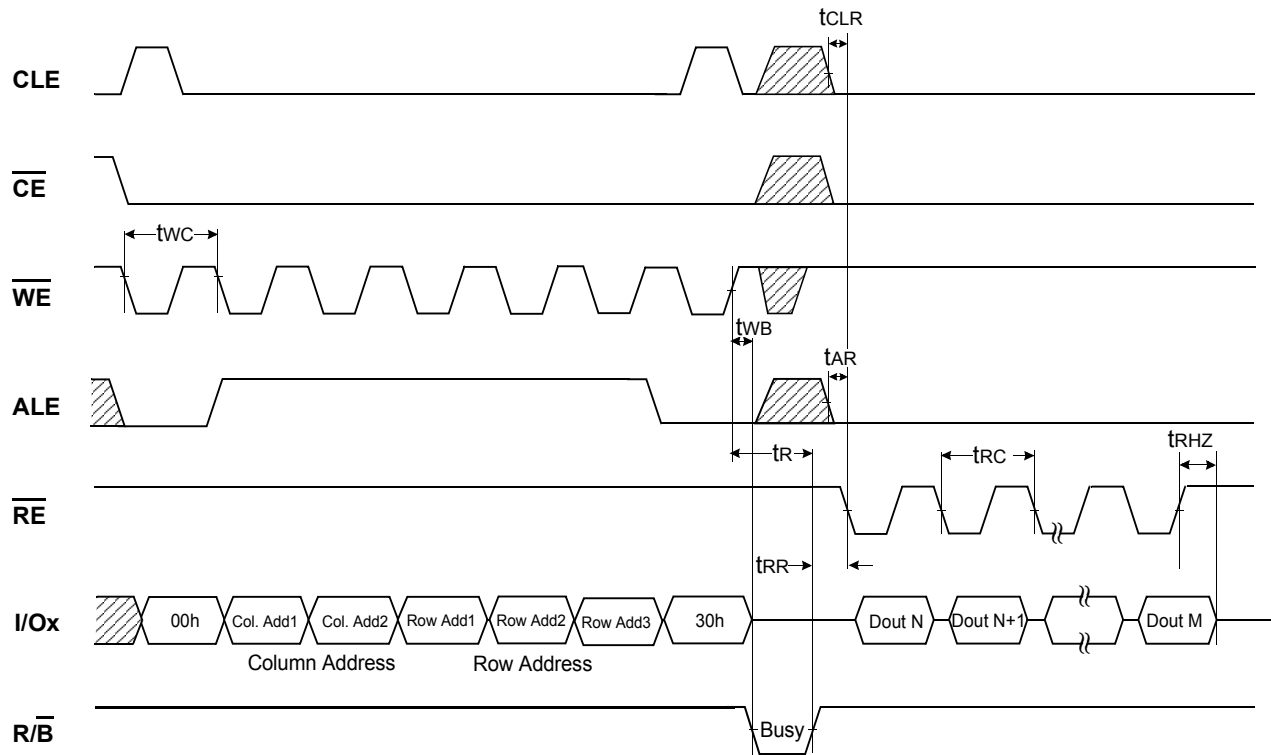 tCLR
CLE
CE
tWC
WE
tWB
tAR
ALE
tR
tRC
tRHZ
RE
tRR
I/Ox
00h
Col. Add1
Col. Add2
Row Add1
Row Add2
Row Add3
30h
Dout N
Dout N+1
Dout M
Column Address
Row Address
R/B
Busy